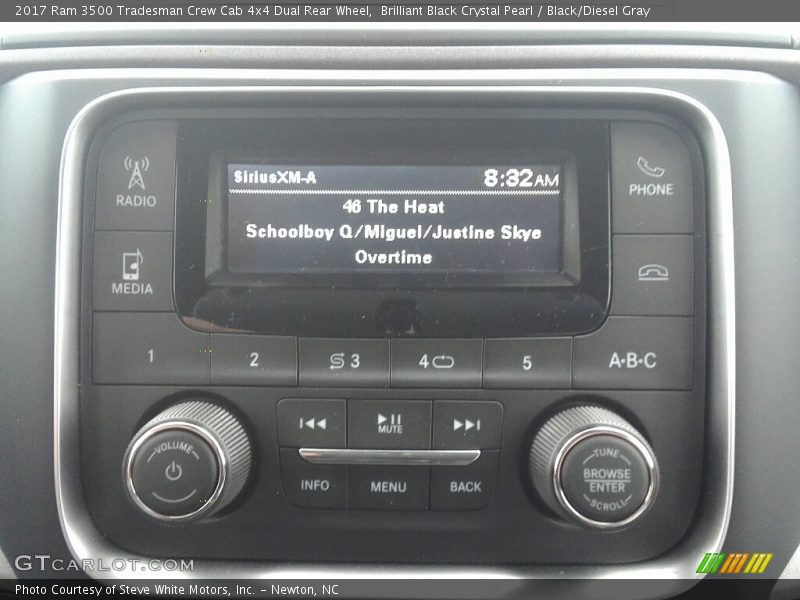 2017 Ram 3500 Tradesman Crew Cab 4x4 Dual Rear Wheel,  Brilliant Black Crystal Pearl / Black/Diesel Gray
RADIO
SiriusXM-A 8:32AM
PHONE
46 The Heat
Schoolboy Q/Miguel/Justine Skye
Overtime
MEDIA
1 2 3 4 5 A·B·C
MUTE
VOLUME
INFO MENU BACK
TUNE
BROWSE
ENTER
SCROLL
GTCARLOT.COM
Photo Courtesy of Steve White Motors, Inc. – Newton, NC